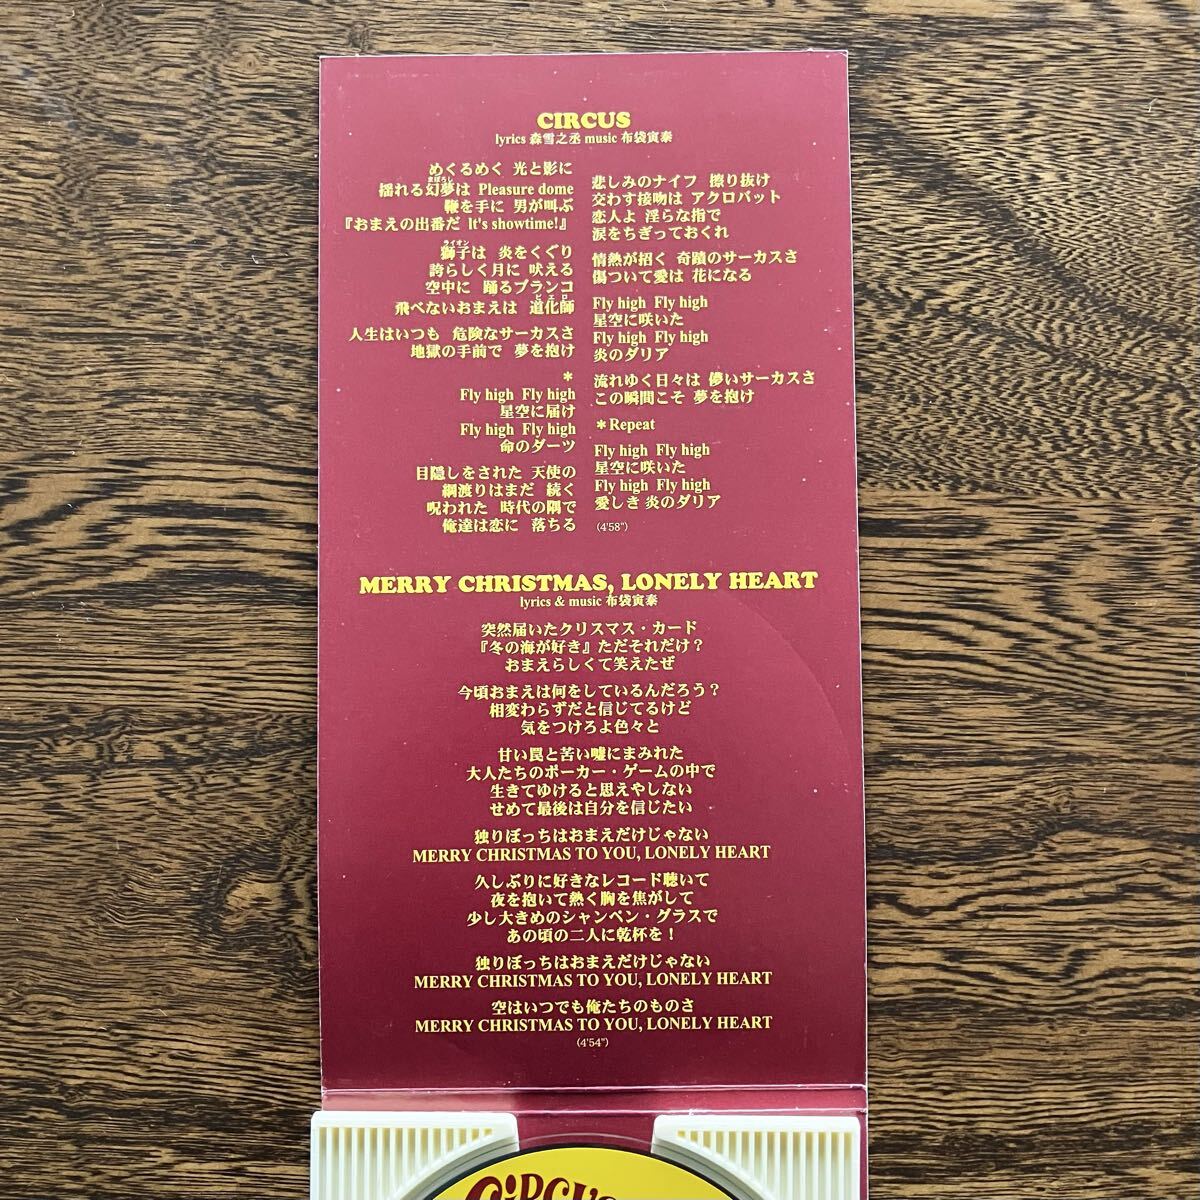 CIRCUS
lyrics 森雪之丞 music 布袋寅泰
めくるめく 光と影に
まぼろし
揺れる幻夢は Pleasure dome
鞭を手に 男が叫ぶ
『おまえの出番だ It's showtime!』
ライオン
獅子は 炎をくぐり
誇らしく月に 吠える
空中に 踊るブランコ
ピエロ
飛べないおまえは 道化師
人生はいつも 危険なサーカスさ
地獄の手前で 夢を抱け
＊
Fly high Fly high
星空に届け
Fly high Fly high
命のダーツ
目隠しをされた 天使の
綱渡りはまだ 続く
呪われた 時代の隅で
俺達は恋に 落ちる
悲しみのナイフ 擦り抜け
交わす接吻は アクロバット
恋人よ 淫らな指で
涙をちぎっておくれ
情熱が招く 奇蹟のサーカスさ
傷ついて愛は 花になる
Fly high Fly high
星空に咲いた
Fly high Fly high
炎のダリア
流れゆく日々は 儚いサーカスさ
この瞬間こそ 夢を抱け
＊Repeat
Fly high Fly high
星空に咲いた
Fly high Fly high
愛しき 炎のダリア
(4'58")
MERRY CHRISTMAS, LONELY HEART
lyrics & music 布袋寅泰
突然届いたクリスマス・カード
『冬の海が好き』ただそれだけ？
おまえらしくて笑えたぜ
今頃おまえは何をしているんだろう？
相変わらずだと信じてるけど
気をつけろよ色々と
甘い罠と苦い嘘にまみれた
大人たちのポーカー・ゲームの中で
生きてゆけると思えやしない
せめて最後は自分を信じたい
独りぼっちはおまえだけじゃない
MERRY CHRISTMAS TO YOU, LONELY HEART
久しぶりに好きなレコード聴いて
夜を抱いて熱く胸を焦がして
少し大きめのシャンペン・グラスで
あの頃の二人に乾杯を！
独りぼっちはおまえだけじゃない
MERRY CHRISTMAS TO YOU, LONELY HEART
空はいつでも俺たちのものさ
MERRY CHRISTMAS TO YOU, LONELY HEART
(4'54")
CIRCUS